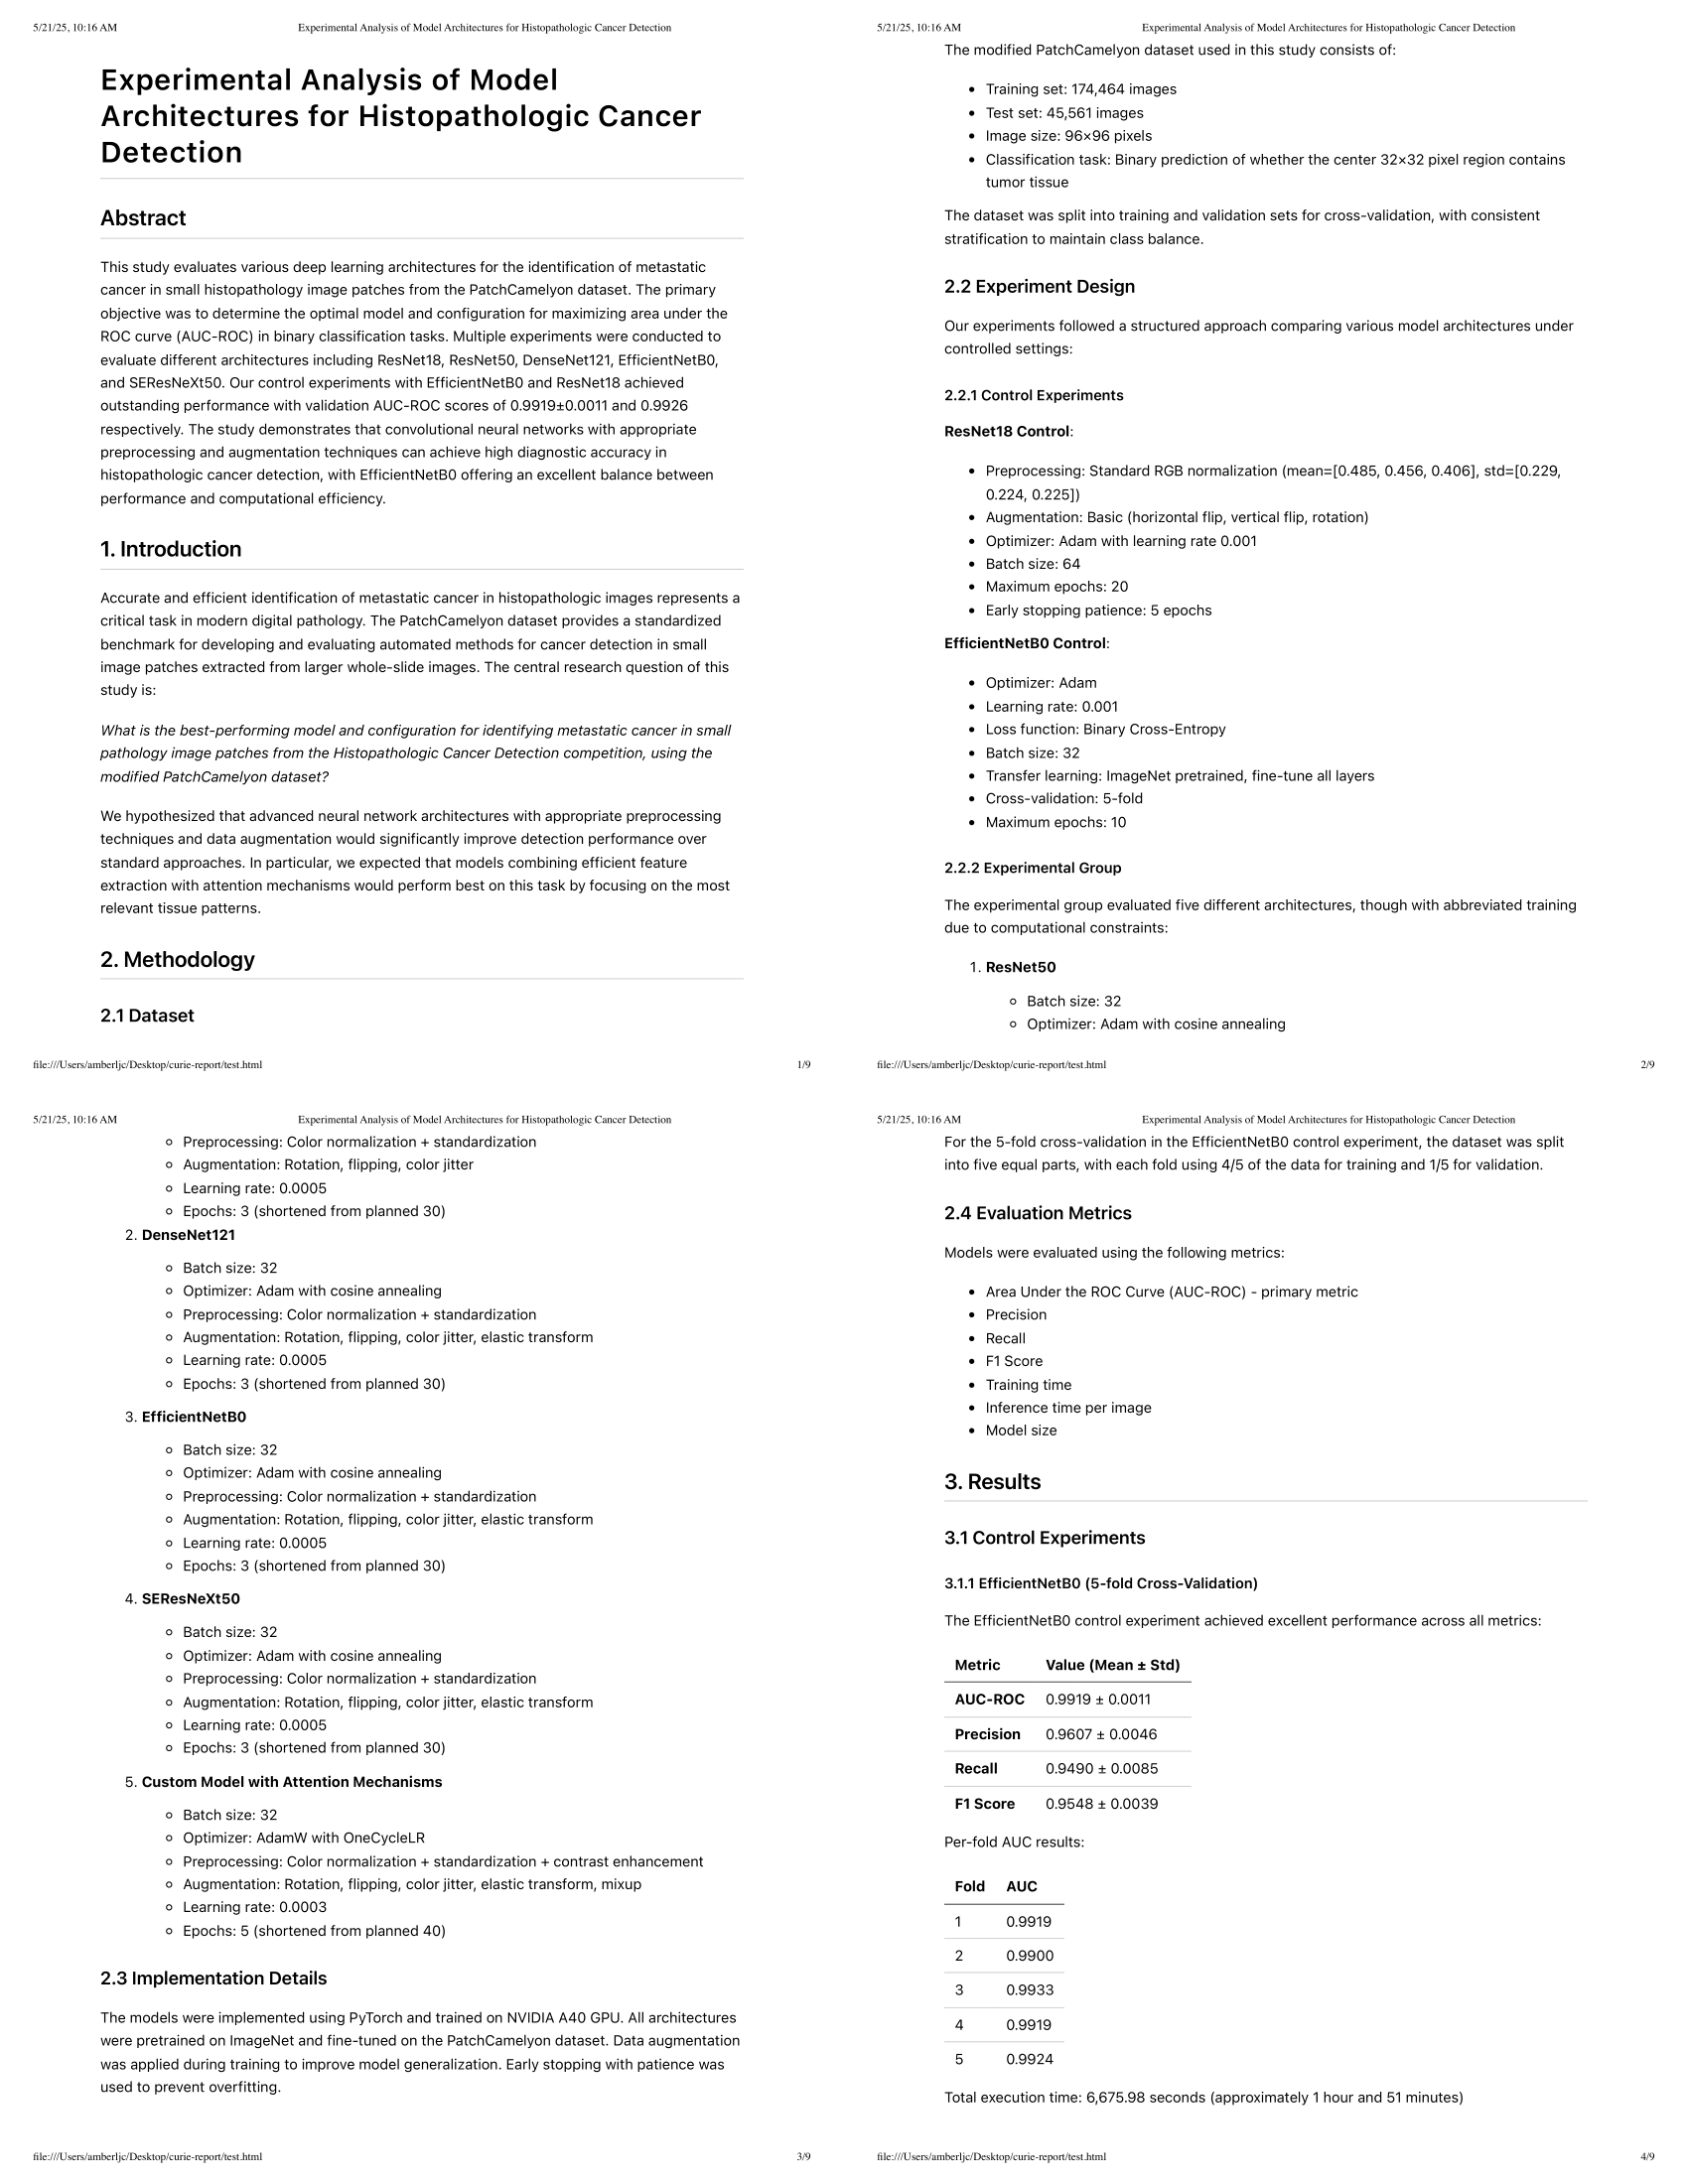 5/21/25, 10:16 AM Experimental Analysis of Model Architectures for Histopathologic Cancer Detection
Experimental Analysis of Model
Architectures for Histopathologic Cancer
Detection
Abstract
This study evaluates various deep learning architectures for the identification of metastatic
cancer in small histopathology image patches from the PatchCamelyon dataset. The primary
objective was to determine the optimal model and configuration for maximizing area under the
ROC curve (AUC-ROC) in binary classification tasks. Multiple experiments were conducted to
evaluate different architectures including ResNet18, ResNet50, DenseNet121, EfficientNetB0,
and SEResNeXt50. Our control experiments with EfficientNetB0 and ResNet18 achieved
outstanding performance with validation AUC-ROC scores of 0.9919±0.0011 and 0.9926
respectively. The study demonstrates that convolutional neural networks with appropriate
preprocessing and augmentation techniques can achieve high diagnostic accuracy in
histopathologic cancer detection, with EfficientNetB0 offering an excellent balance between
performance and computational efficiency.
1. Introduction
Accurate and efficient identification of metastatic cancer in histopathologic images represents a
critical task in modern digital pathology. The PatchCamelyon dataset provides a standardized
benchmark for developing and evaluating automated methods for cancer detection in small
image patches extracted from larger whole-slide images. The central research question of this
study is:
What is the best-performing model and configuration for identifying metastatic cancer in small
pathology image patches from the Histopathologic Cancer Detection competition, using the
modified PatchCamelyon dataset?
We hypothesized that advanced neural network architectures with appropriate preprocessing
techniques and data augmentation would significantly improve detection performance over
standard approaches. In particular, we expected that models combining efficient feature
extraction with attention mechanisms would perform best on this task by focusing on the most
relevant tissue patterns.
2. Methodology
2.1 Dataset
file:///Users/amberljc/Desktop/curie-report/test.html 1/9
5/21/25, 10:16 AM Experimental Analysis of Model Architectures for Histopathologic Cancer Detection
The modified PatchCamelyon dataset used in this study consists of:
• Training set: 174,464 images
• Test set: 45,561 images
• Image size: 96×96 pixels
• Classification task: Binary prediction of whether the center 32×32 pixel region contains
tumor tissue
The dataset was split into training and validation sets for cross-validation, with consistent
stratification to maintain class balance.
2.2 Experiment Design
Our experiments followed a structured approach comparing various model architectures under
controlled settings:
2.2.1 Control Experiments
ResNet18 Control:
• Preprocessing: Standard RGB normalization (mean=[0.485, 0.456, 0.406], std=[0.229,
0.224, 0.225])
• Augmentation: Basic (horizontal flip, vertical flip, rotation)
• Optimizer: Adam with learning rate 0.001
• Batch size: 64
• Maximum epochs: 20
• Early stopping patience: 5 epochs
EfficientNetB0 Control:
• Optimizer: Adam
• Learning rate: 0.001
• Loss function: Binary Cross-Entropy
• Batch size: 32
• Transfer learning: ImageNet pretrained, fine-tune all layers
• Cross-validation: 5-fold
• Maximum epochs: 10
2.2.2 Experimental Group
The experimental group evaluated five different architectures, though with abbreviated training
due to computational constraints:
1. ResNet50
◦ Batch size: 32
◦ Optimizer: Adam with cosine annealing
file:///Users/amberljc/Desktop/curie-report/test.html 2/9
5/21/25, 10:16 AM Experimental Analysis of Model Architectures for Histopathologic Cancer Detection
◦ Preprocessing: Color normalization + standardization
◦ Augmentation: Rotation, flipping, color jitter
◦ Learning rate: 0.0005
◦ Epochs: 3 (shortened from planned 30)
2. DenseNet121
◦ Batch size: 32
◦ Optimizer: Adam with cosine annealing
◦ Preprocessing: Color normalization + standardization
◦ Augmentation: Rotation, flipping, color jitter, elastic transform
◦ Learning rate: 0.0005
◦ Epochs: 3 (shortened from planned 30)
3. EfficientNetB0
◦ Batch size: 32
◦ Optimizer: Adam with cosine annealing
◦ Preprocessing: Color normalization + standardization
◦ Augmentation: Rotation, flipping, color jitter, elastic transform
◦ Learning rate: 0.0005
◦ Epochs: 3 (shortened from planned 30)
4. SEResNeXt50
◦ Batch size: 32
◦ Optimizer: Adam with cosine annealing
◦ Preprocessing: Color normalization + standardization
◦ Augmentation: Rotation, flipping, color jitter, elastic transform
◦ Learning rate: 0.0005
◦ Epochs: 3 (shortened from planned 30)
5. Custom Model with Attention Mechanisms
◦ Batch size: 32
◦ Optimizer: AdamW with OneCycleLR
◦ Preprocessing: Color normalization + standardization + contrast enhancement
◦ Augmentation: Rotation, flipping, color jitter, elastic transform, mixup
◦ Learning rate: 0.0003
◦ Epochs: 5 (shortened from planned 40)
2.3 Implementation Details
The models were implemented using PyTorch and trained on NVIDIA A40 GPU. All architectures
were pretrained on ImageNet and fine-tuned on the PatchCamelyon dataset. Data augmentation
was applied during training to improve model generalization. Early stopping with patience was
used to prevent overfitting.
file:///Users/amberljc/Desktop/curie-report/test.html 3/9
5/21/25, 10:16 AM Experimental Analysis of Model Architectures for Histopathologic Cancer Detection
For the 5-fold cross-validation in the EfficientNetB0 control experiment, the dataset was split
into five equal parts, with each fold using 4/5 of the data for training and 1/5 for validation.
2.4 Evaluation Metrics
Models were evaluated using the following metrics:
• Area Under the ROC Curve (AUC-ROC) - primary metric
• Precision
• Recall
• F1 Score
• Training time
• Inference time per image
• Model size
3. Results
3.1 Control Experiments
3.1.1 EfficientNetB0 (5-fold Cross-Validation)
The EfficientNetB0 control experiment achieved excellent performance across all metrics:
Metric Value (Mean ± Std)
AUC-ROC 0.9919 ± 0.0011
Precision 0.9607 ± 0.0046
Recall 0.9490 ± 0.0085
F1 Score 0.9548 ± 0.0039
Per-fold AUC results:
Fold AUC
1 0.9919
2 0.9900
3 0.9933
4 0.9919
5 0.9924
Total execution time: 6,675.98 seconds (approximately 1 hour and 51 minutes)
file:///Users/amberljc/Desktop/curie-report/test.html 4/9